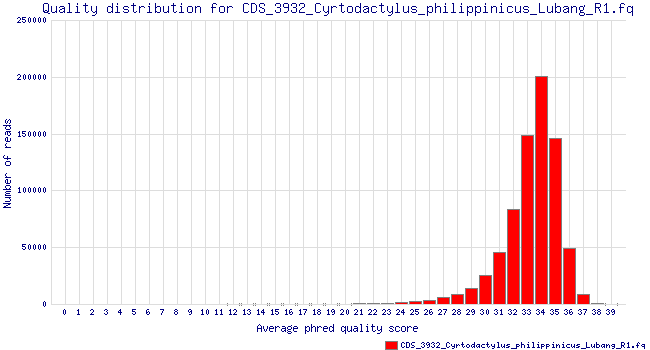 Quality distribution for CDS_3932_Cyrtodactylus_philippinicus_Lubang_R1.fq
250000
200000
150000
100000
50000
0
Number of reads
0 1 2 3 4 5 6 7 8 9 10 11 12 13 14 15 16 17 18 19 20 21 22 23 24 25 26 27 28 29 30 31 32 33 34 35 36 37 38 39
Average phred quality score
CDS_3932_Cyrtodactylus_philippinicus_Lubang_R1.fq